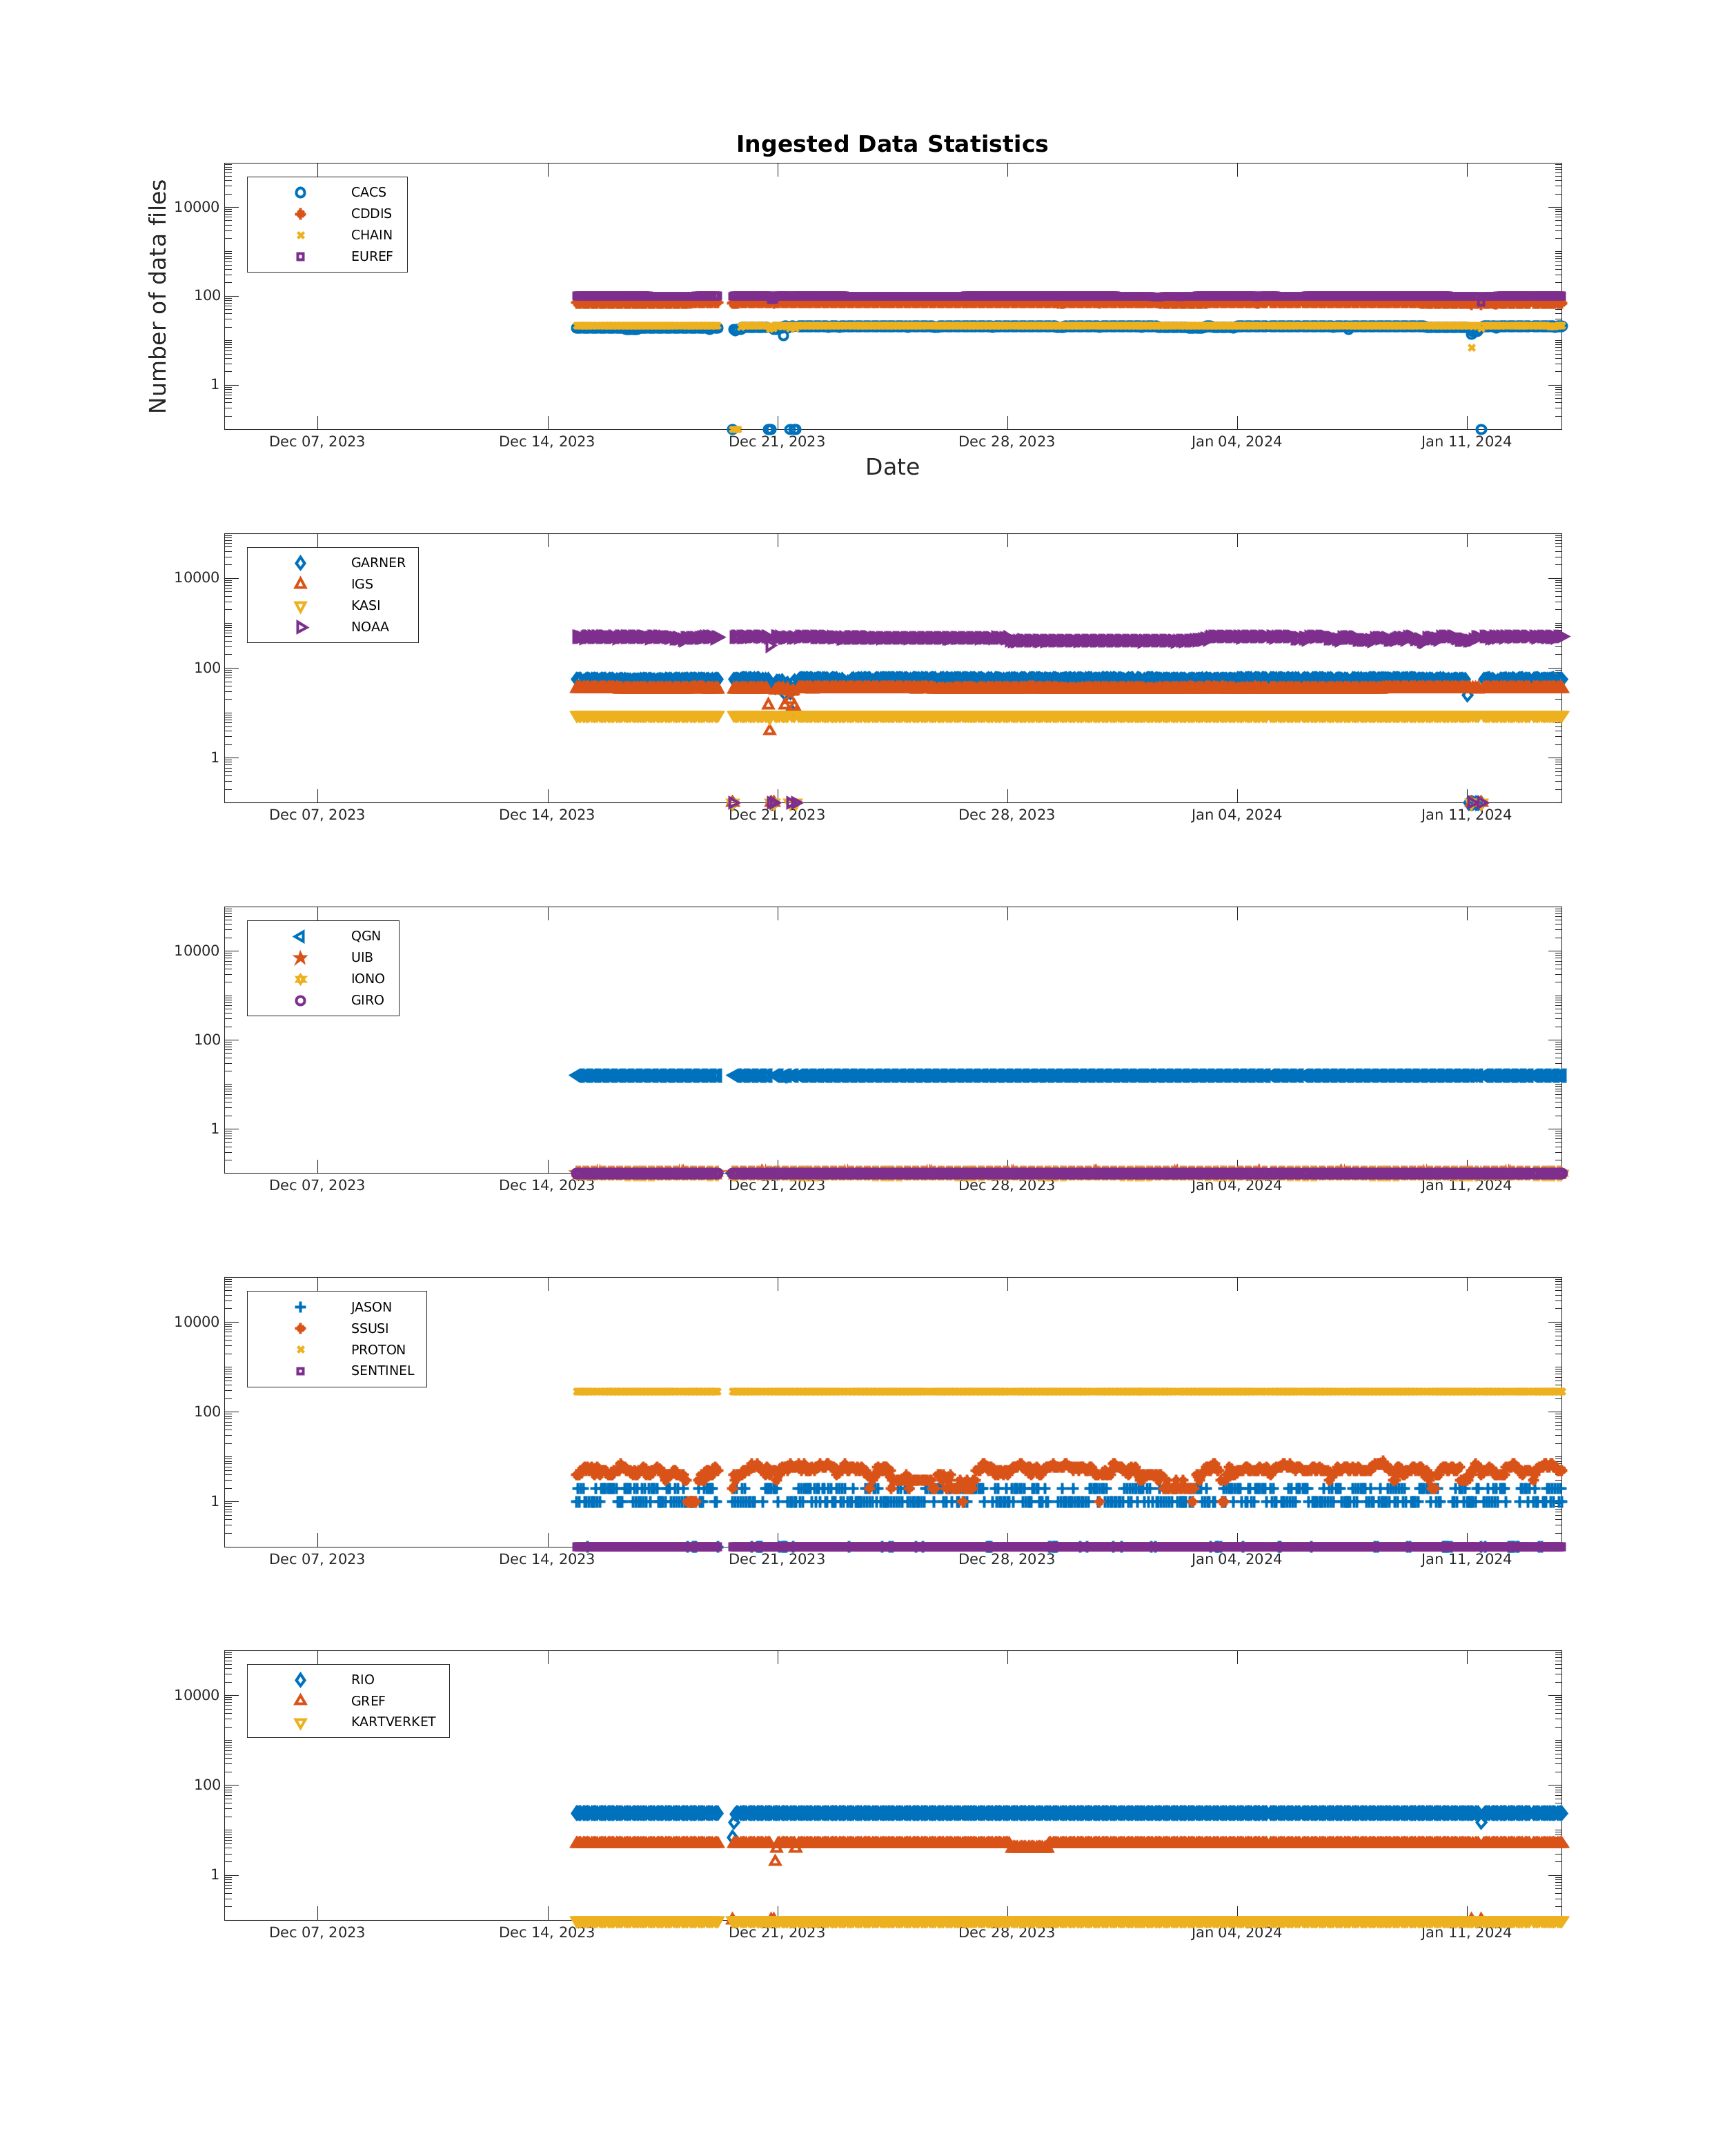 Ingested Data Statistics
Number of data files
10000
100
1
CACS
CDDIS
CHAIN
EUREF
Dec 07, 2023 Dec 14, 2023 Dec 21, 2023 Dec 28, 2023 Jan 04, 2024 Jan 11, 2024
Date
10000
100
1
GARNER
IGS
KASI
NOAA
Dec 07, 2023 Dec 14, 2023 Dec 21, 2023 Dec 28, 2023 Jan 04, 2024 Jan 11, 2024
10000
100
1
QGN
UIB
IONO
GIRO
Dec 07, 2023 Dec 14, 2023 Dec 21, 2023 Dec 28, 2023 Jan 04, 2024 Jan 11, 2024
10000
100
1
JASON
SSUSI
PROTON
SENTINEL
Dec 07, 2023 Dec 14, 2023 Dec 21, 2023 Dec 28, 2023 Jan 04, 2024 Jan 11, 2024
10000
100
1
RIO
GREF
KARTVERKET
Dec 07, 2023 Dec 14, 2023 Dec 21, 2023 Dec 28, 2023 Jan 04, 2024 Jan 11, 2024